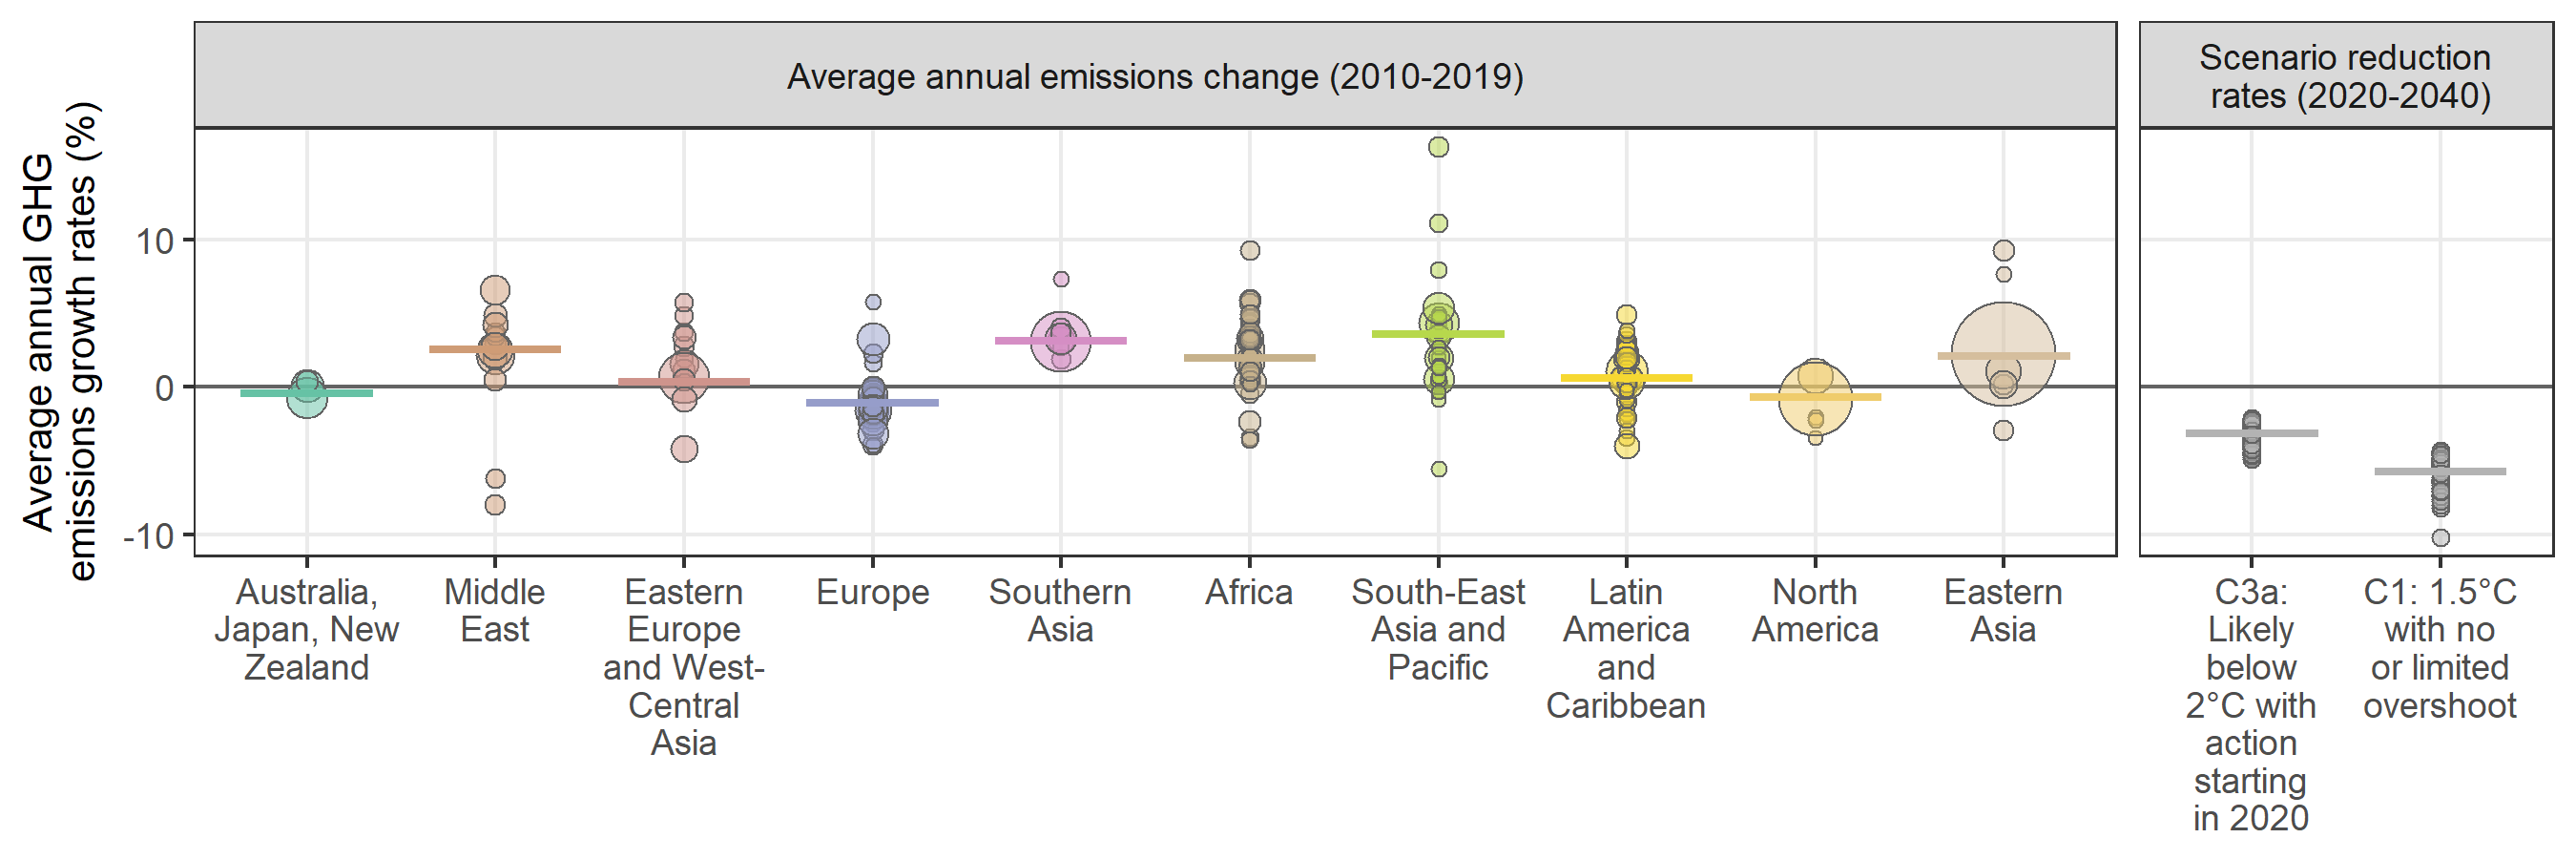 Average annual emissions change (2010-2019)
Scenario reduction
rates (2020-2040)
Average annual GHG
emissions growth rates (%)
10
0
-10
Australia,
Japan, New
Zealand
Middle
East
Eastern
Europe
and West-
Central
Asia
Europe
Southern
Asia
Africa
South-East
Asia and
Pacific
Latin
America
and
Caribbean
North
America
Eastern
Asia
C3a:
Likely
below
2°C with
action
starting
in 2020
C1: 1.5°C
with no
or limited
overshoot